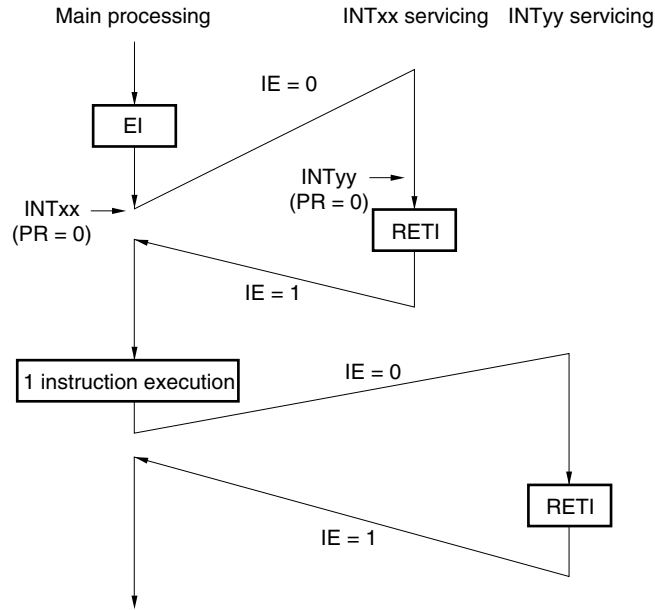 Main processing
INTxx servicing
INTyy servicing
IE = 0
EI
INTyy
(PR = 0)
INTxx
(PR = 0)
RETI
IE = 1
1 instruction execution
IE = 0
RETI
IE = 1